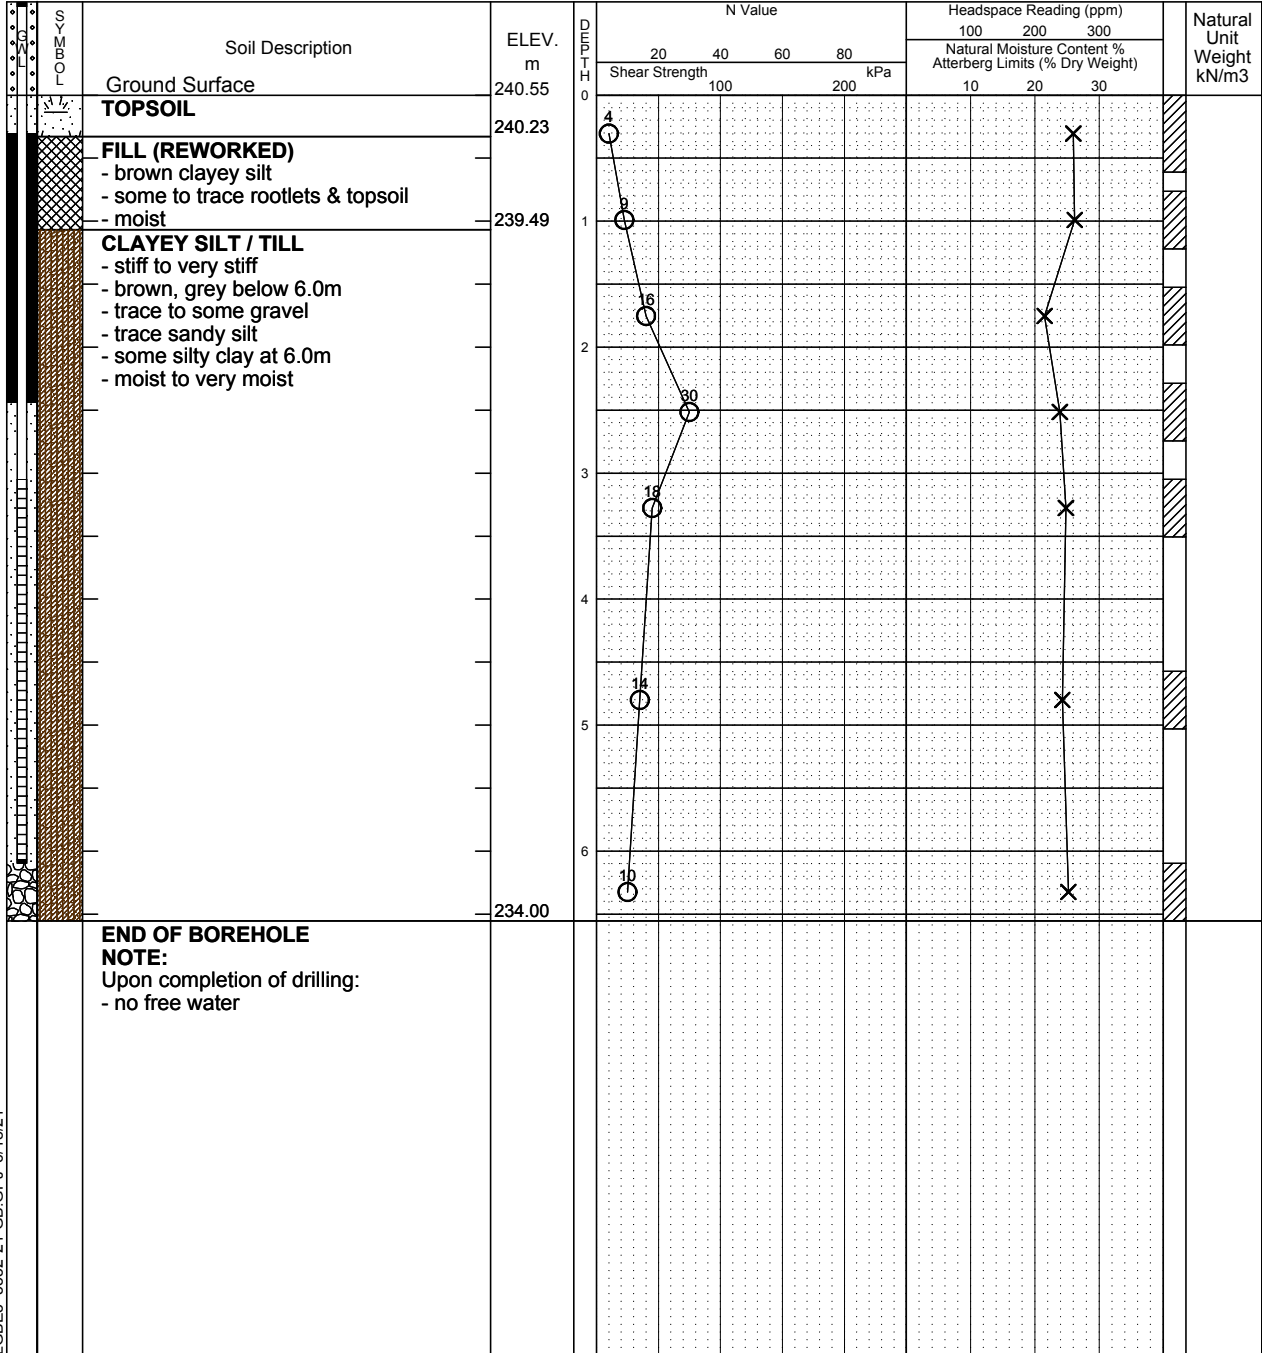 GWL
SYMBOL
Soil Description
Ground Surface
ELEV.
m
240.55
DEPTH
0
N Value
20 40 60 80
Shear Strength kPa
100 200
Headspace Reading (ppm)
100 200 300
Natural Moisture Content %
Atterberg Limits (% Dry Weight)
10 20 30
Natural
Unit
Weight
kN/m3
TOPSOIL
240.23
4
FILL (REWORKED)
- brown clayey silt
- some to trace rootlets & topsoil
- moist
239.49
9
1
CLAYEY SILT / TILL
- stiff to very stiff
- brown, grey below 6.0m
- trace to some gravel
- trace sandy silt
- some silty clay at 6.0m
- moist to very moist
16
2
30
3
18
4
14
5
6
10
234.00
END OF BOREHOLE
NOTE:
Upon completion of drilling:
- no free water